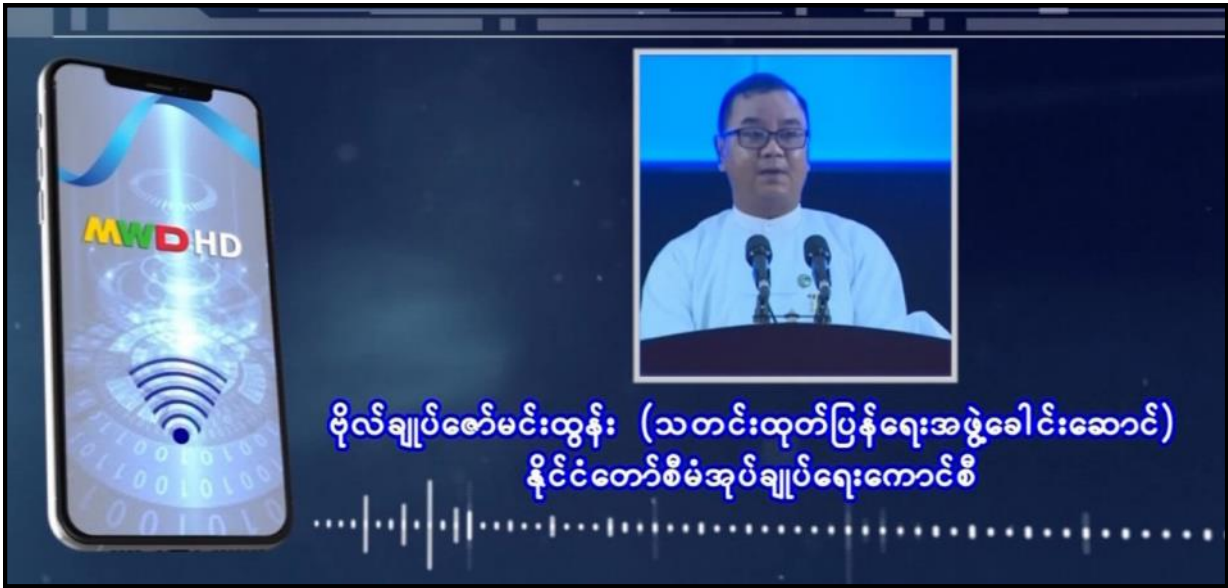 MWD HD
ဗိုလ်ချုပ်ဇော်မင်းထွန်း (သတင်းထုတ်ပြန်ရေးအဖွဲ့ခေါင်းဆောင်)
နိုင်ငံတော်စီမံအုပ်ချုပ်ရေးကောင်စီ